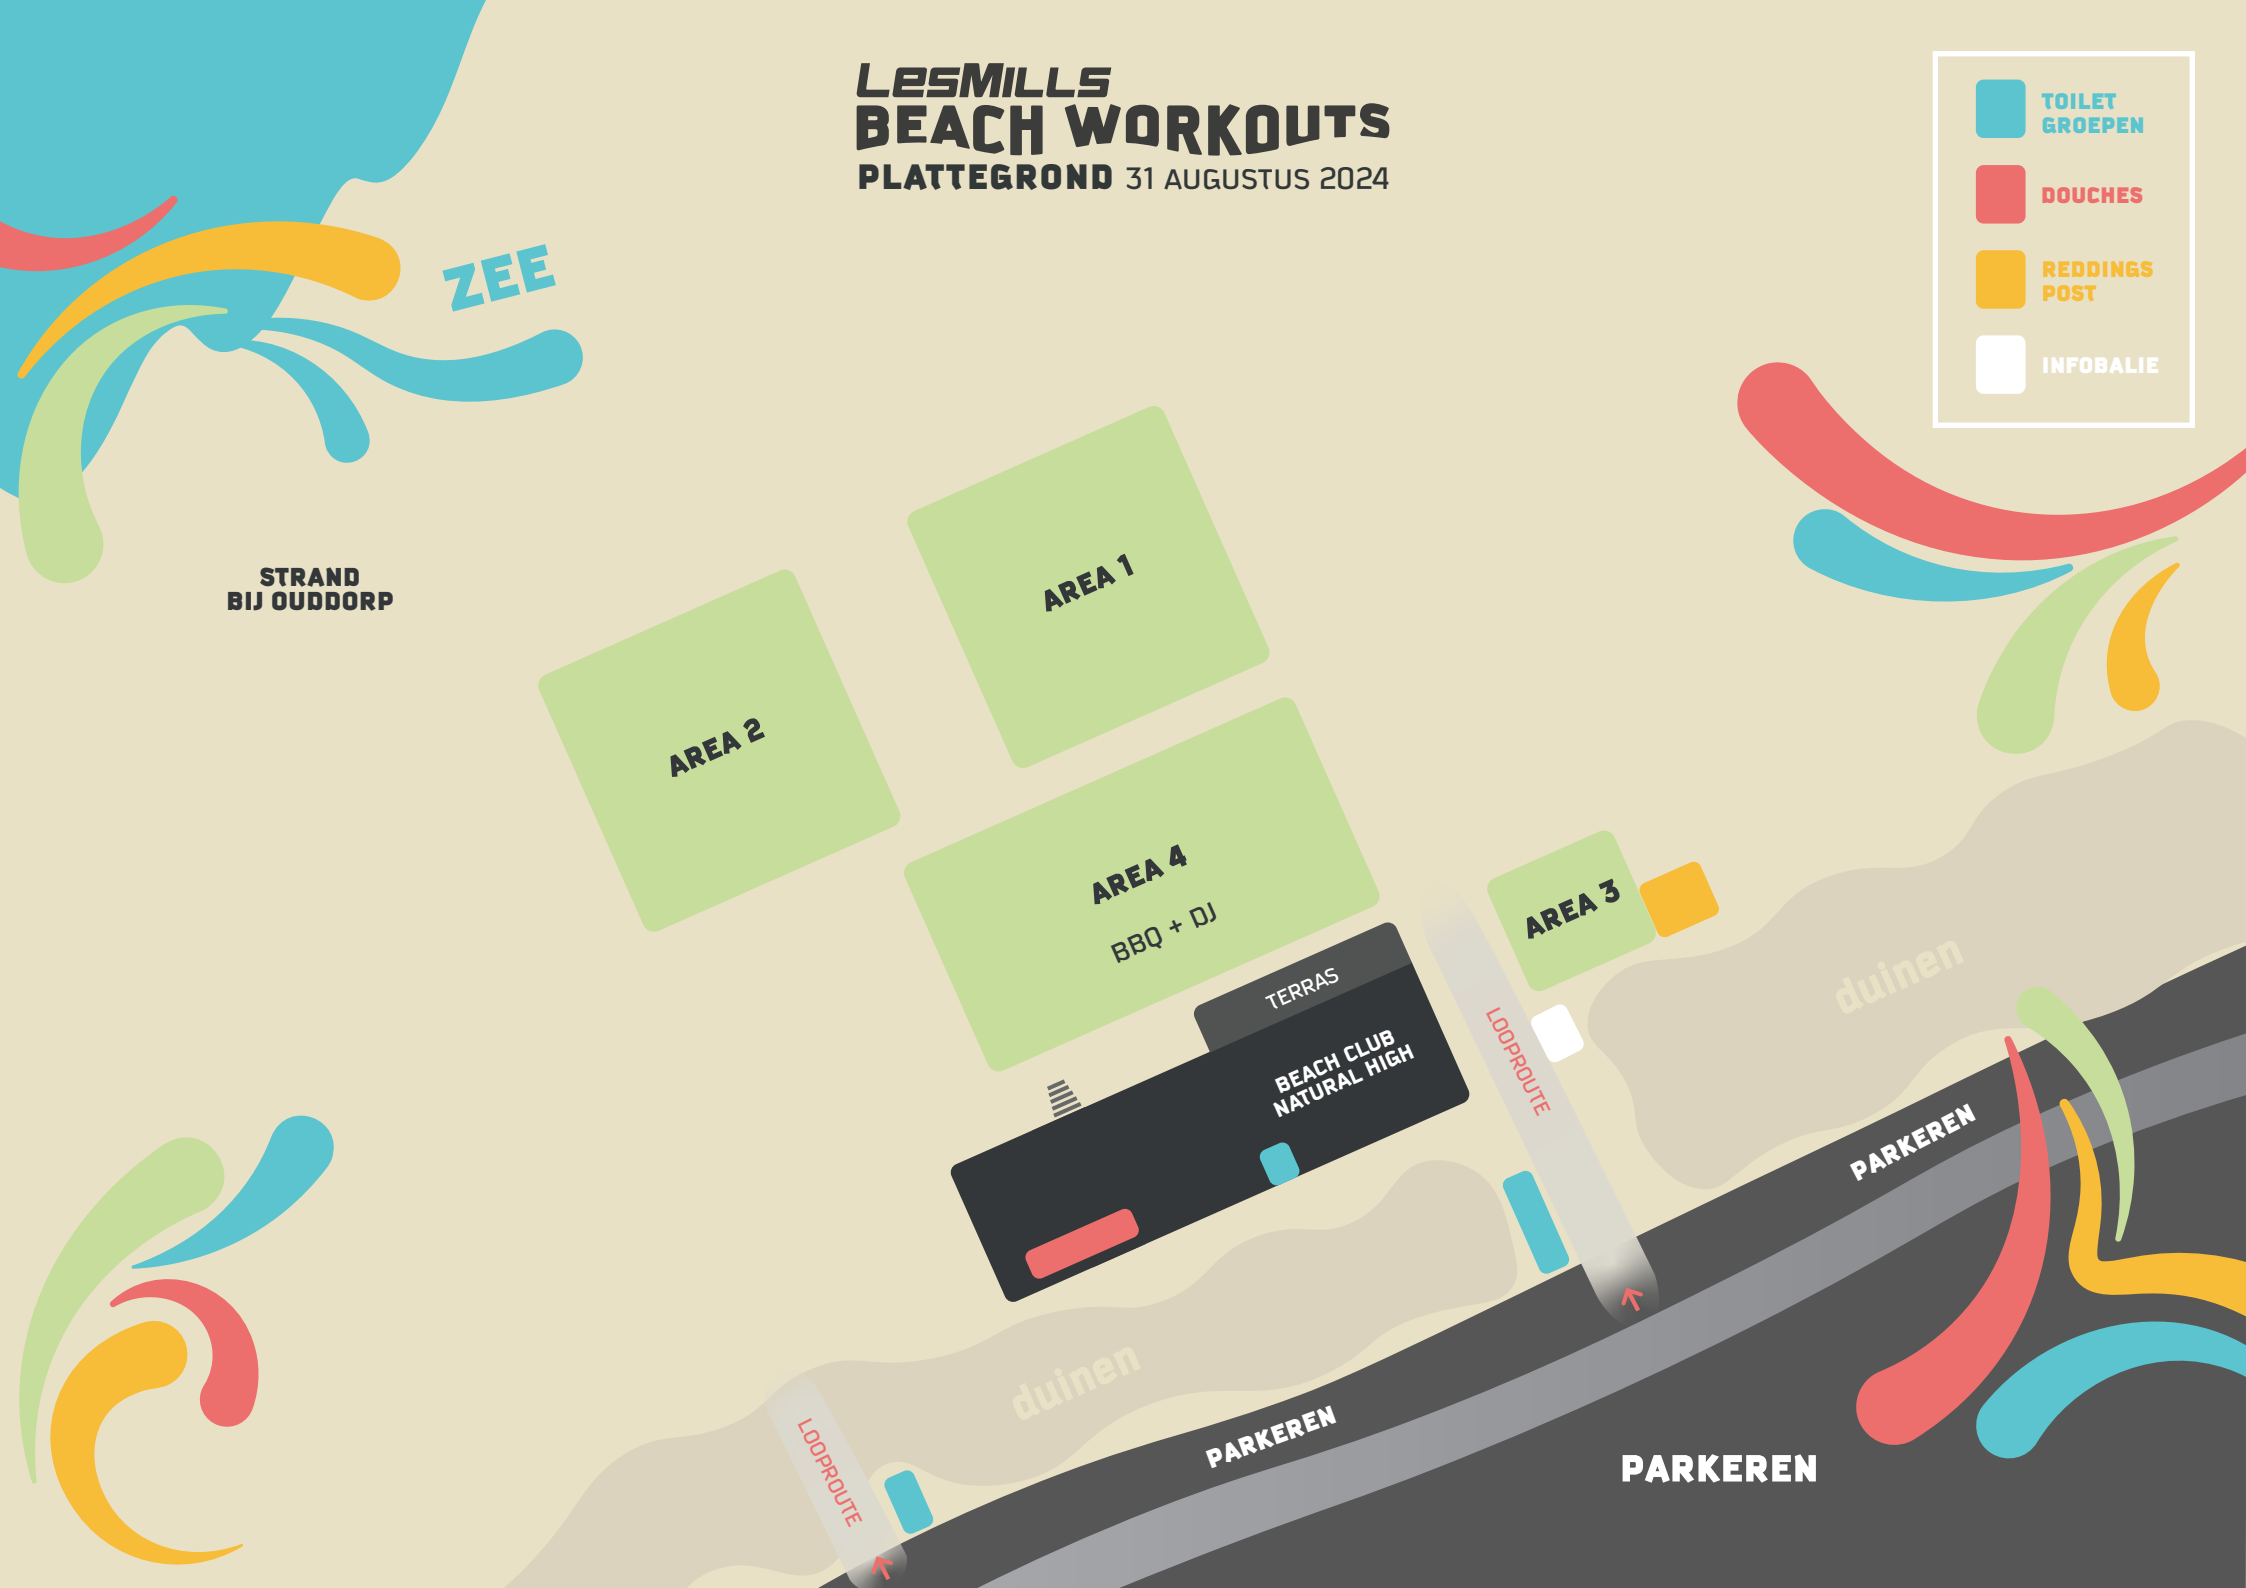 LESMILLS
BEACH WORKOUTS
PLATTEGROND 31 AUGUSTUS 2024
TOILET
GROEPEN
DOUCHES
REDDINGS
POST
INFOBALIE
ZEE
STRAND
BIJ OUDDORP
AREA 1
AREA 2
AREA 4
BBQ + DJ
AREA 3
TERRAS
BEACH CLUB
NATURAL HIGH
LOOPROUTE
duinen
PARKEREN
duinen
LOOPROUTE
PARKEREN
PARKEREN